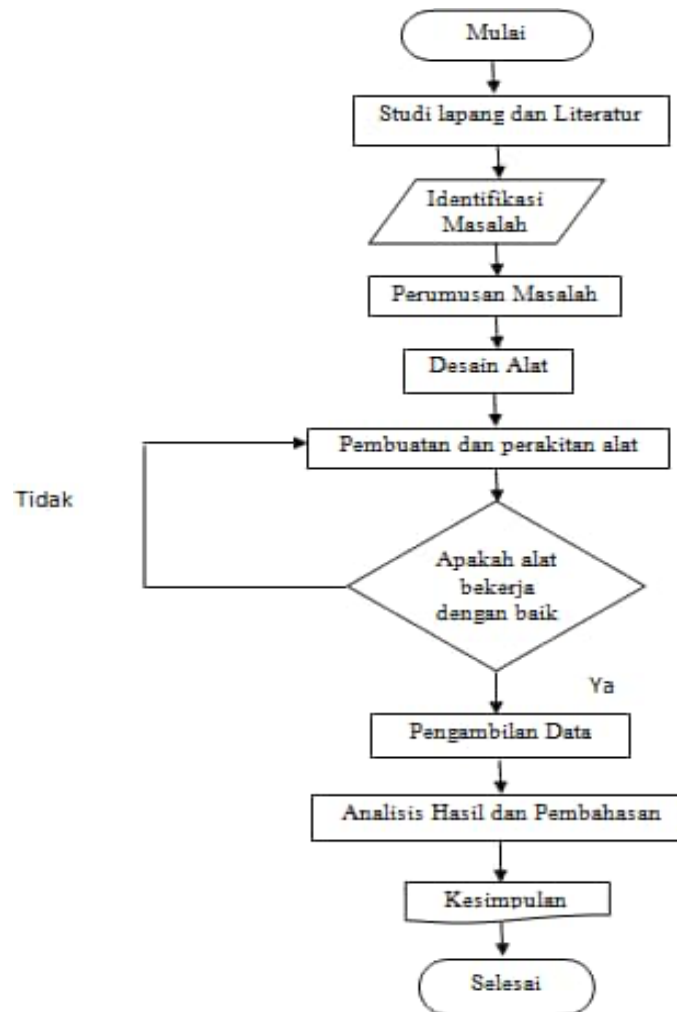 Mulai
Studi lapang dan Literatur
Identifikasi
Masalah
Perumusan Masalah
Desain Alat
Pembuatan dan perakitan alat
Tidak
Apakah alat
bekerja
dengan baik
Ya
Pengambilan Data
Analisis Hasil dan Pembahasan
Kesimpulan
Selesai